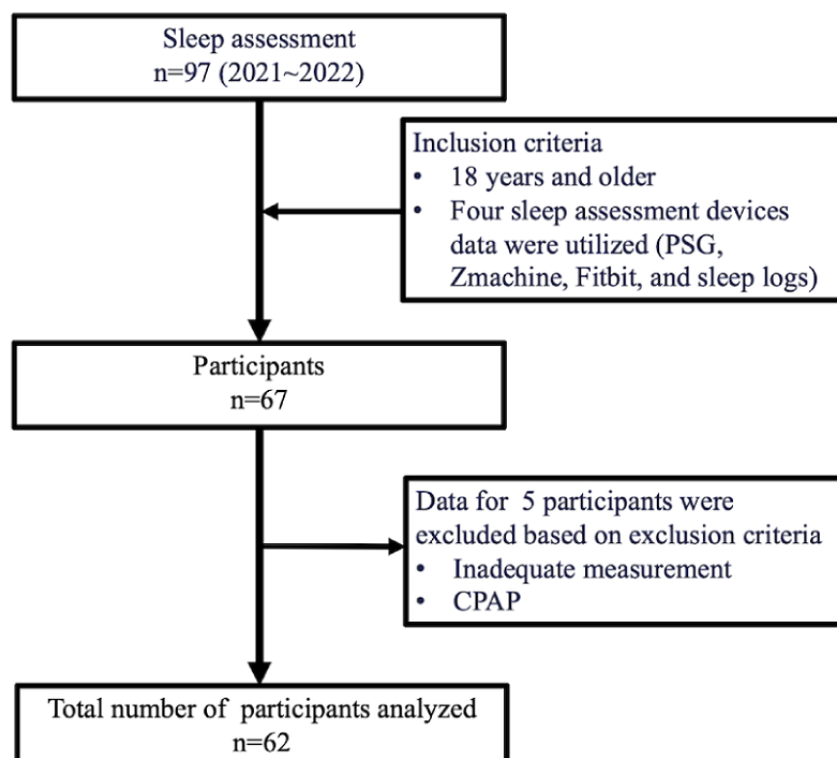 Sleep assessment
n=97 (2021~2022)
Inclusion criteria
• 18 years and older
• Four sleep assessment devices
data were utilized (PSG,
Zmachine, Fitbit, and sleep logs)
Participants
n=67
Data for 5 participants were
excluded based on exclusion criteria
• Inadequate measurement
• CPAP
Total number of participants analyzed
n=62